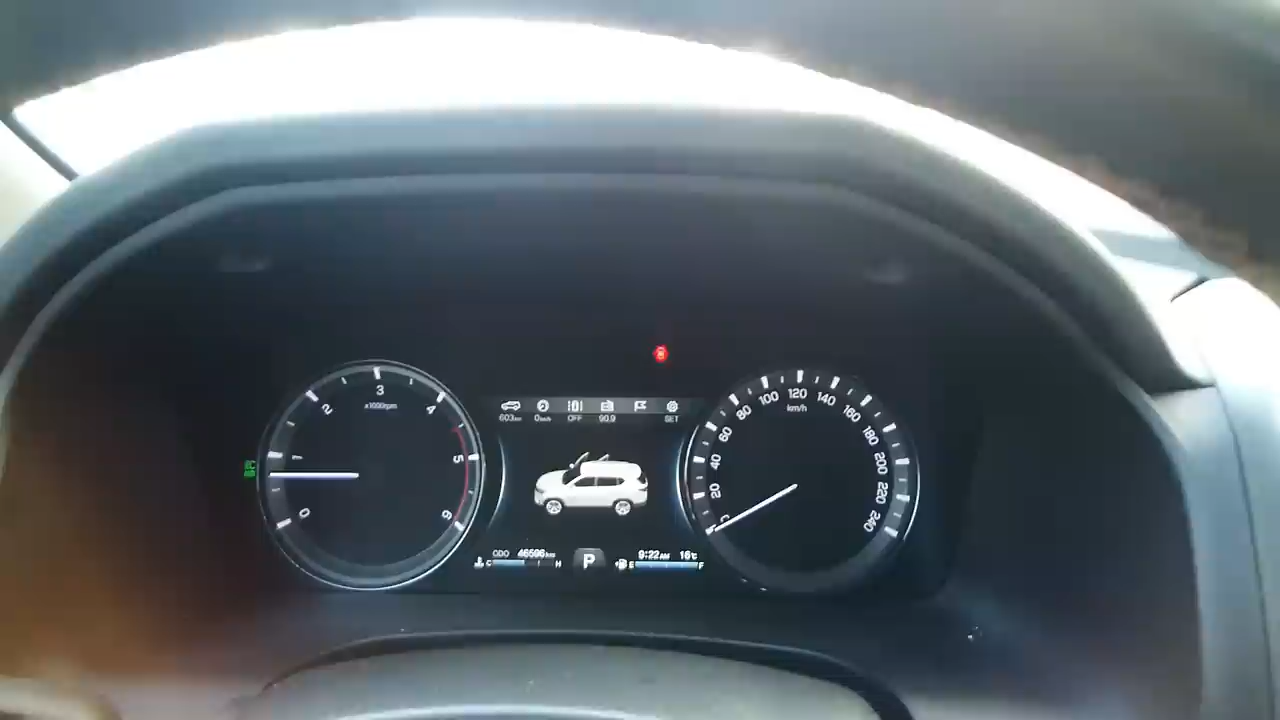 0 1 2 3 4 5 6
x1000rpm
603km 0km/h OFF 90.9 SET
ODO 46596km
C H
P
9:22AM 16°C
E F
0 20 40 60 80 100 120 140 160 180 200 220 240
km/h